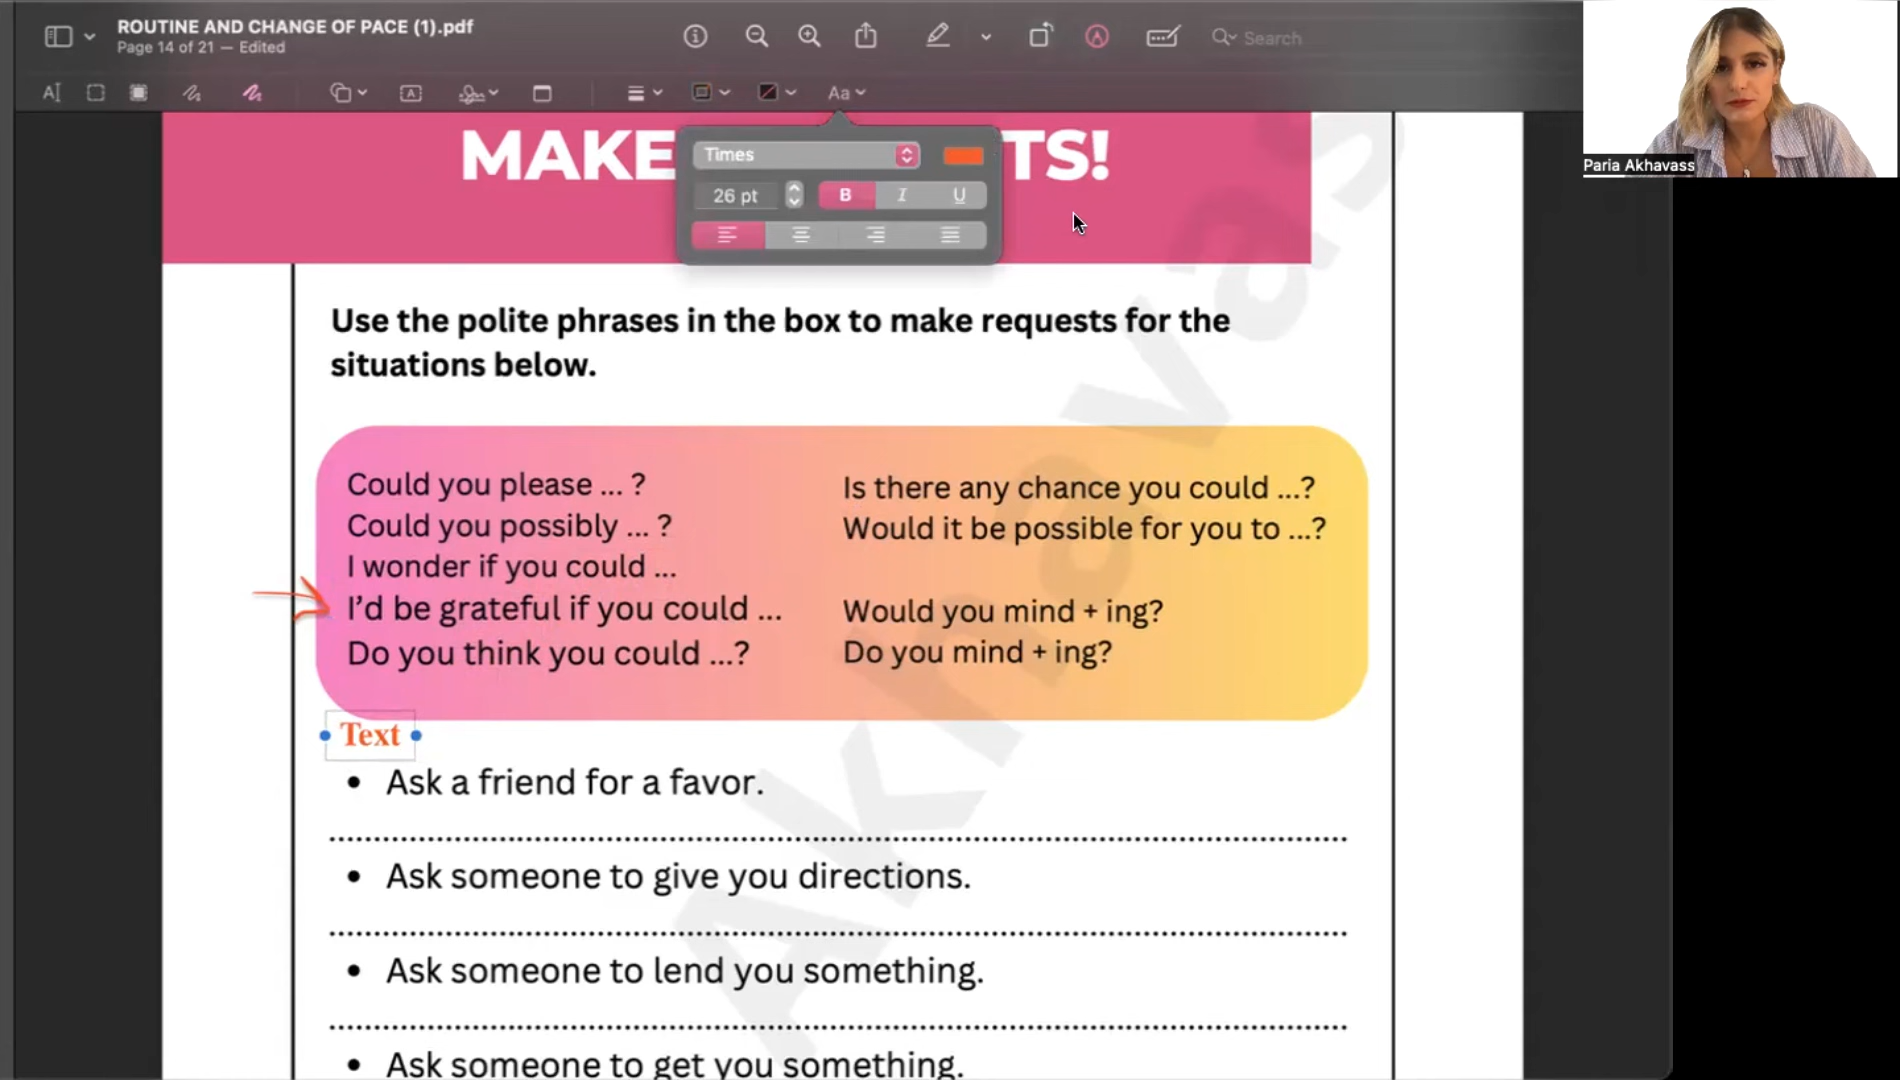 ROUTINE AND CHANGE OF PACE (1).pdf
Page 14 of 21 — Edited
Search
Aa
Paria Akhavass
MAKE TS!
Times
26 pt
B I U
Use the polite phrases in the box to make requests for the
situations below.
Could you please ... ?
Could you possibly ... ?
I wonder if you could ...
I'd be grateful if you could ...
Do you think you could ...?
Is there any chance you could ...?
Would it be possible for you to ...?
Would you mind + ing?
Do you mind + ing?
Text
• Ask a friend for a favor.
• Ask someone to give you directions.
• Ask someone to lend you something.
• Ask someone to get you something.
Akhavas